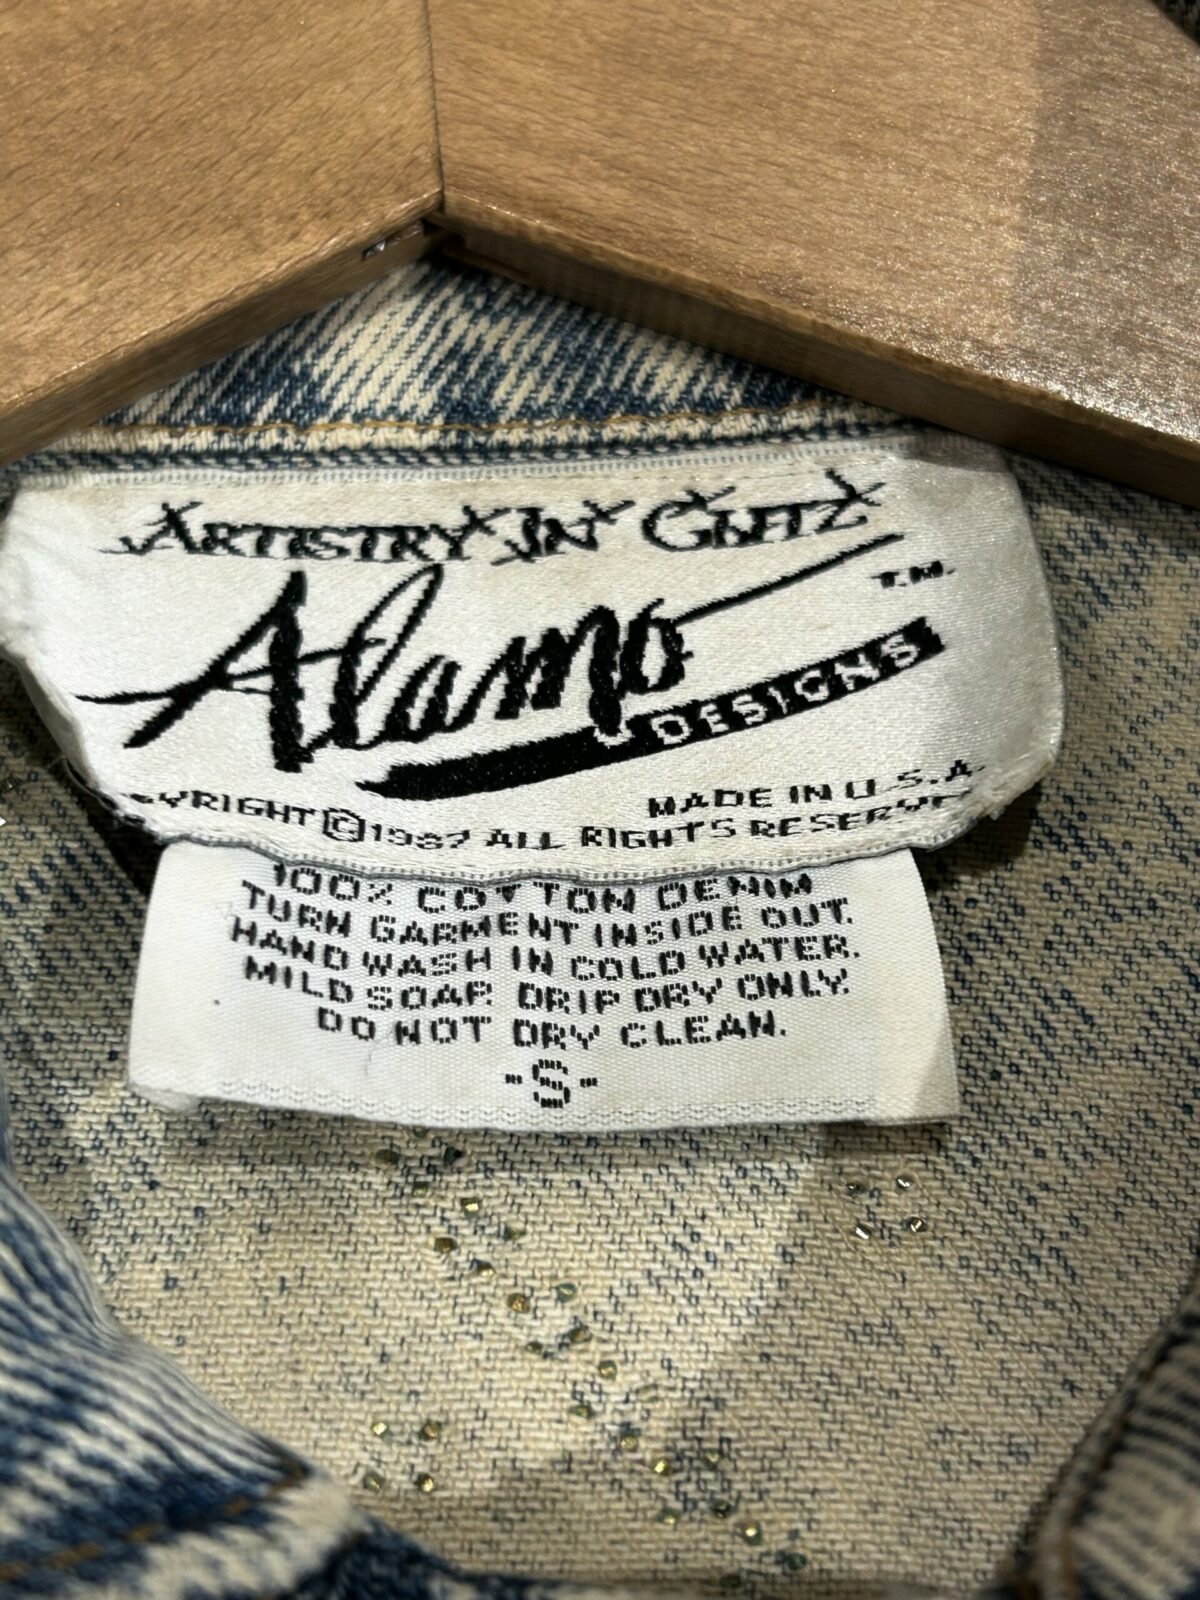 ARTISTRY IN GLITZ
Alamo T.M.
DESIGNS
MADE IN U.S.A.
©1987 ALL RIGHTS RESERVED
100% COTTON DENIM
TURN GARMENT INSIDE OUT.
HAND WASH IN COLD WATER.
MILD SOAP. DRIP DRY ONLY.
DO NOT DRY CLEAN.
-S-